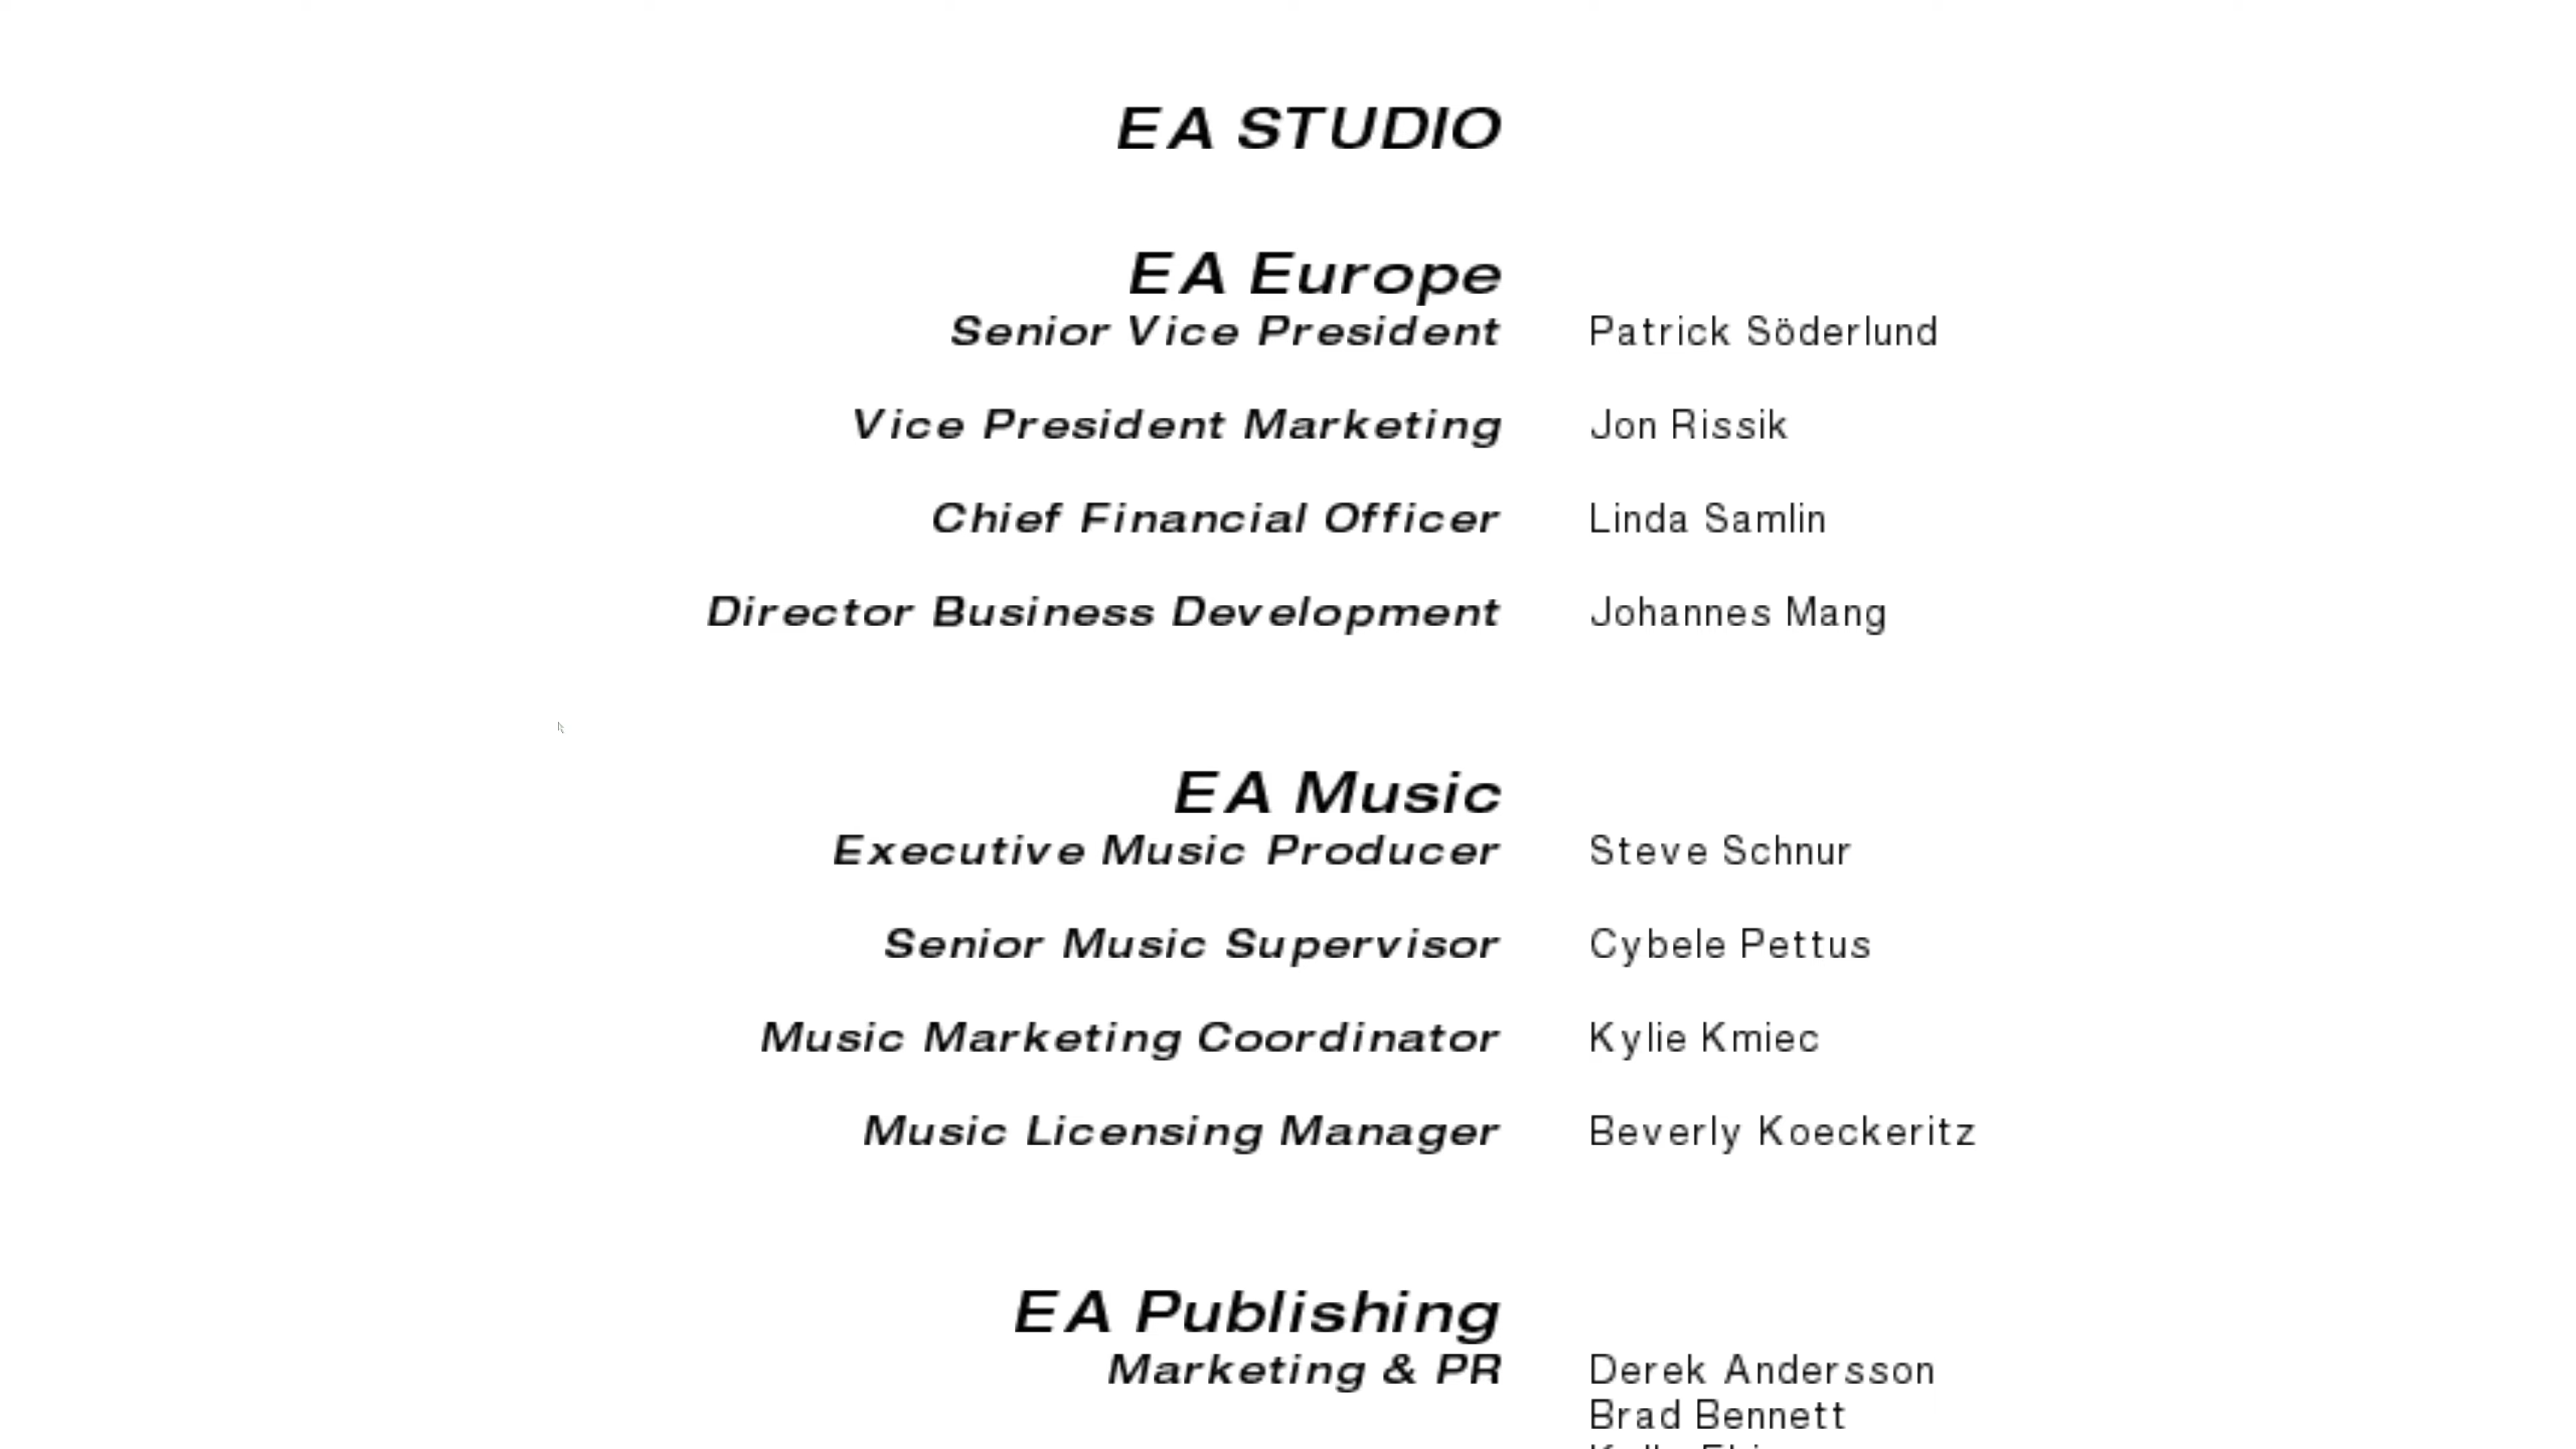 EA STUDIO
EA Europe
Senior Vice President Patrick Söderlund
Vice President Marketing Jon Rissik
Chief Financial Officer Linda Samlin
Director Business Development Johannes Mang
EA Music
Executive Music Producer Steve Schnur
Senior Music Supervisor Cybele Pettus
Music Marketing Coordinator Kylie Kmiec
Music Licensing Manager Beverly Koeckeritz
EA Publishing
Marketing & PR Derek Andersson
Brad Bennett